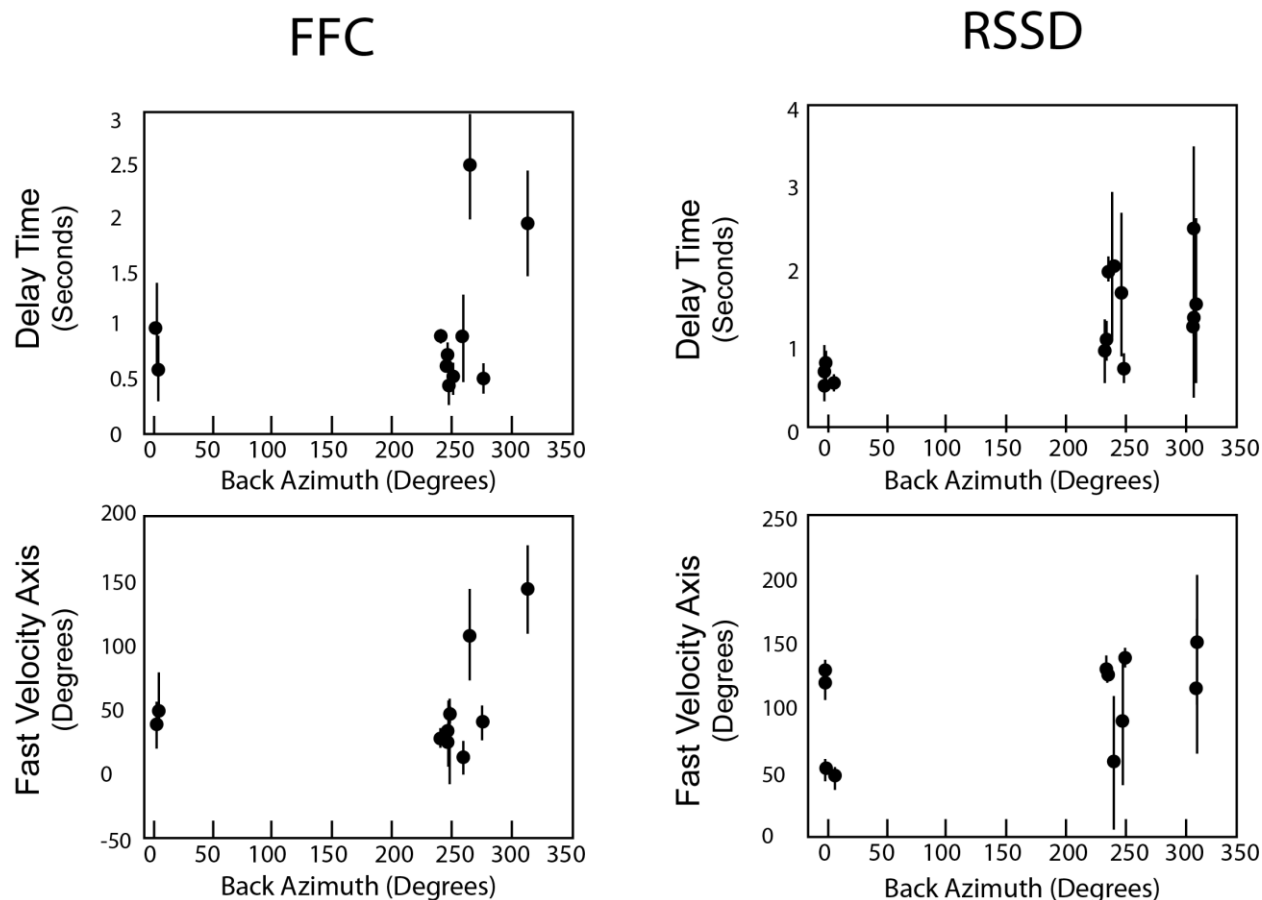 FFC
Delay Time
(Seconds)
3
2.5
2
1.5
1
0.5
0
0 50 100 150 200 250 300 350
Back Azimuth (Degrees)
RSSD
Delay Time
(Seconds)
4
3
2
1
0
0 50 100 150 200 250 300 350
Back Azimuth (Degrees)
Fast Velocity Axis
(Degrees)
200
150
100
50
0
-50
0 50 100 150 200 250 300 350
Back Azimuth (Degrees)
Fast Velocity Axis
(Degrees)
250
200
150
100
50
0
0 50 100 150 200 250 300 350
Back Azimuth (Degrees)